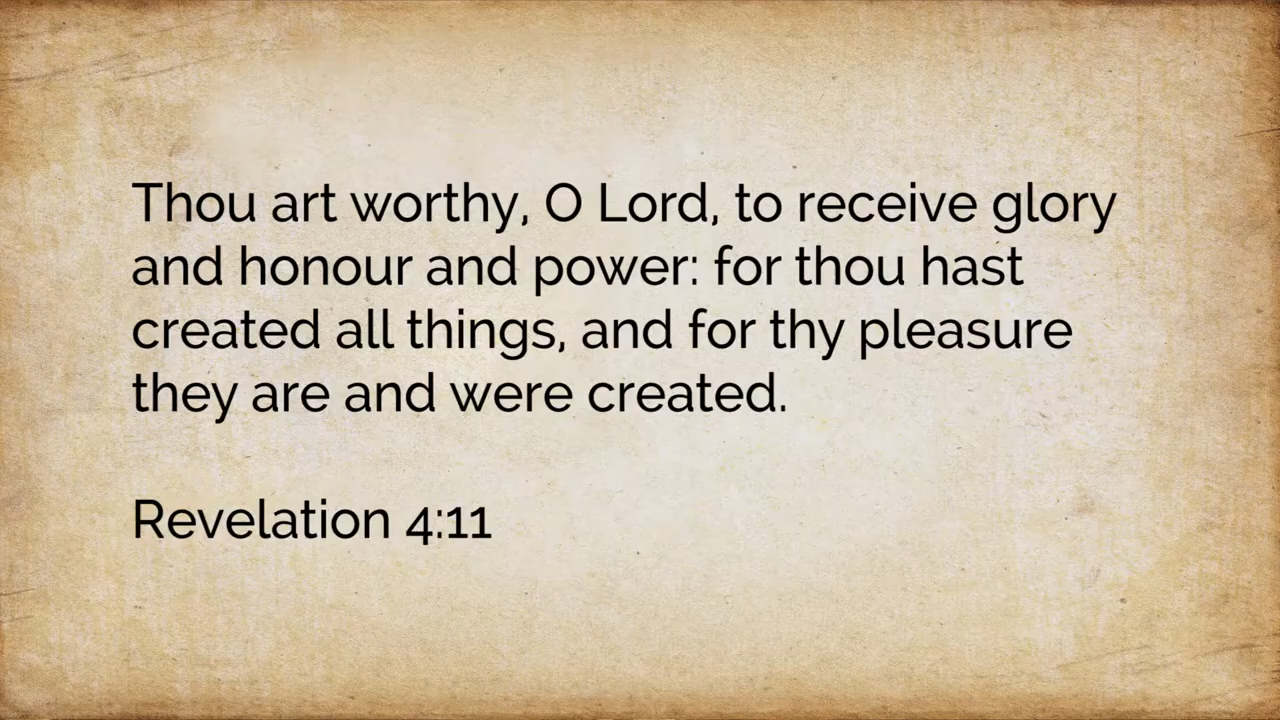 Thou art worthy, O Lord, to receive glory
and honour and power: for thou hast
created all things, and for thy pleasure
they are and were created.
Revelation 4:11